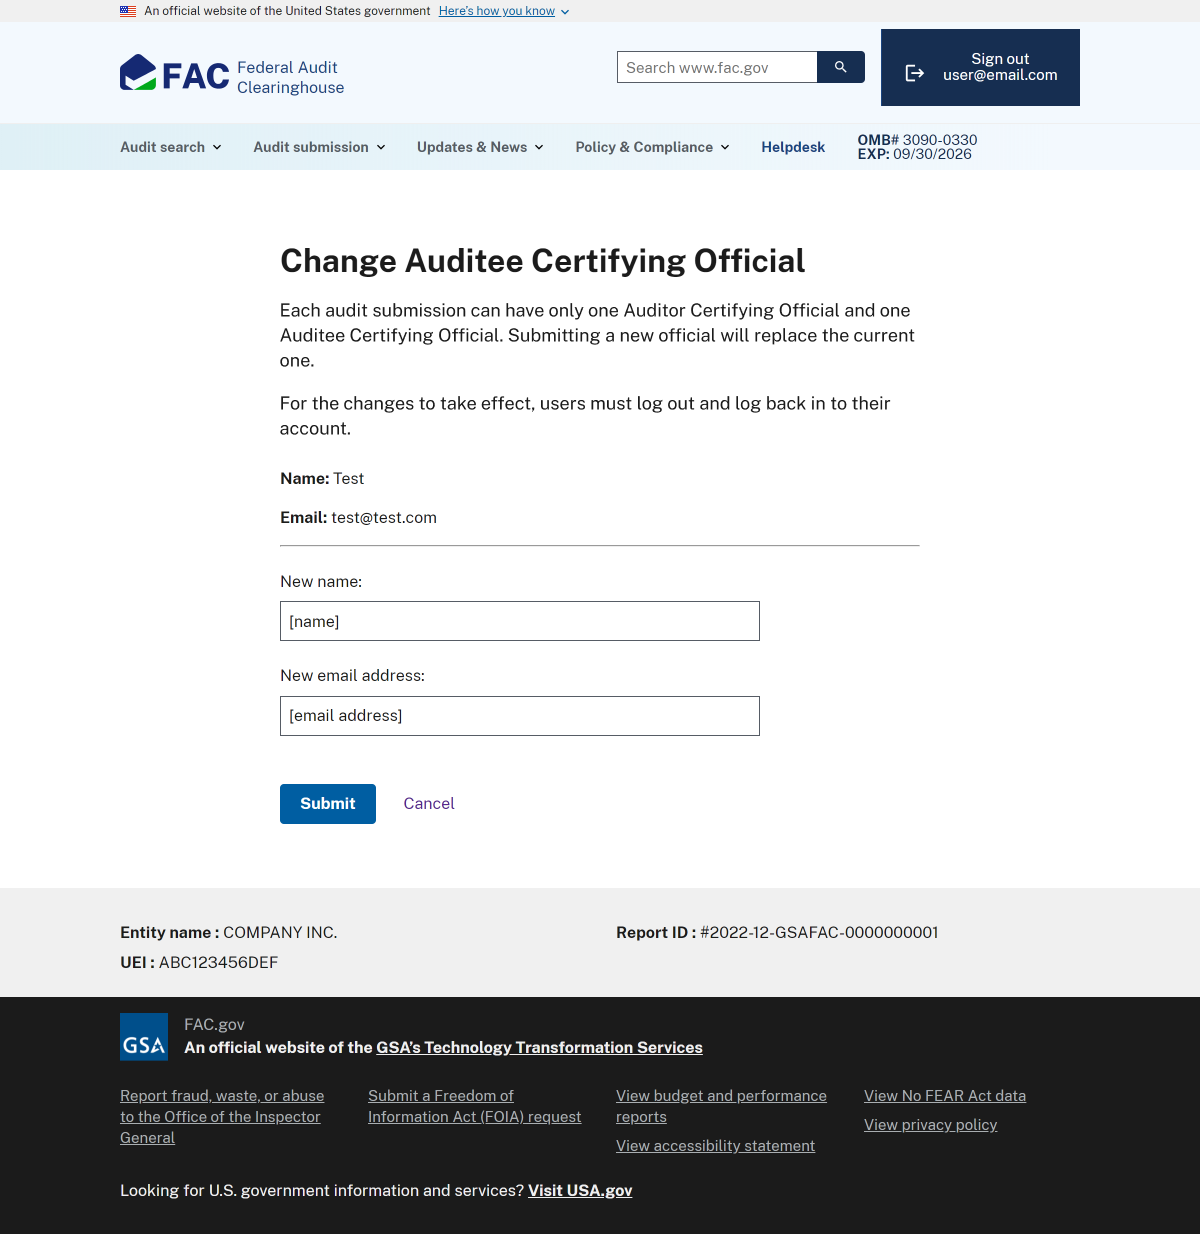 An official website of the United States government Here's how you know
FAC Federal Audit
Clearinghouse
Search www.fac.gov
Sign out
user@email.com
Audit search
Audit submission
Updates & News
Policy & Compliance
Helpdesk
OMB# 3090-0330
EXP: 09/30/2026
Change Auditee Certifying Official
Each audit submission can have only one Auditor Certifying Official and one
Auditee Certifying Official. Submitting a new official will replace the current
one.
For the changes to take effect, users must log out and log back in to their
account.
Name: Test
Email: test@test.com
New name:
[name]
New email address:
[email address]
Submit
Cancel
Entity name : COMPANY INC.
Report ID : #2022-12-GSAFAC-0000000001
UEI : ABC123456DEF
GSA
FAC.gov
An official website of the GSA's Technology Transformation Services
Report fraud, waste, or abuse
to the Office of the Inspector
General
Submit a Freedom of
Information Act (FOIA) request
View budget and performance
reports
View accessibility statement
View No FEAR Act data
View privacy policy
Looking for U.S. government information and services? Visit USA.gov